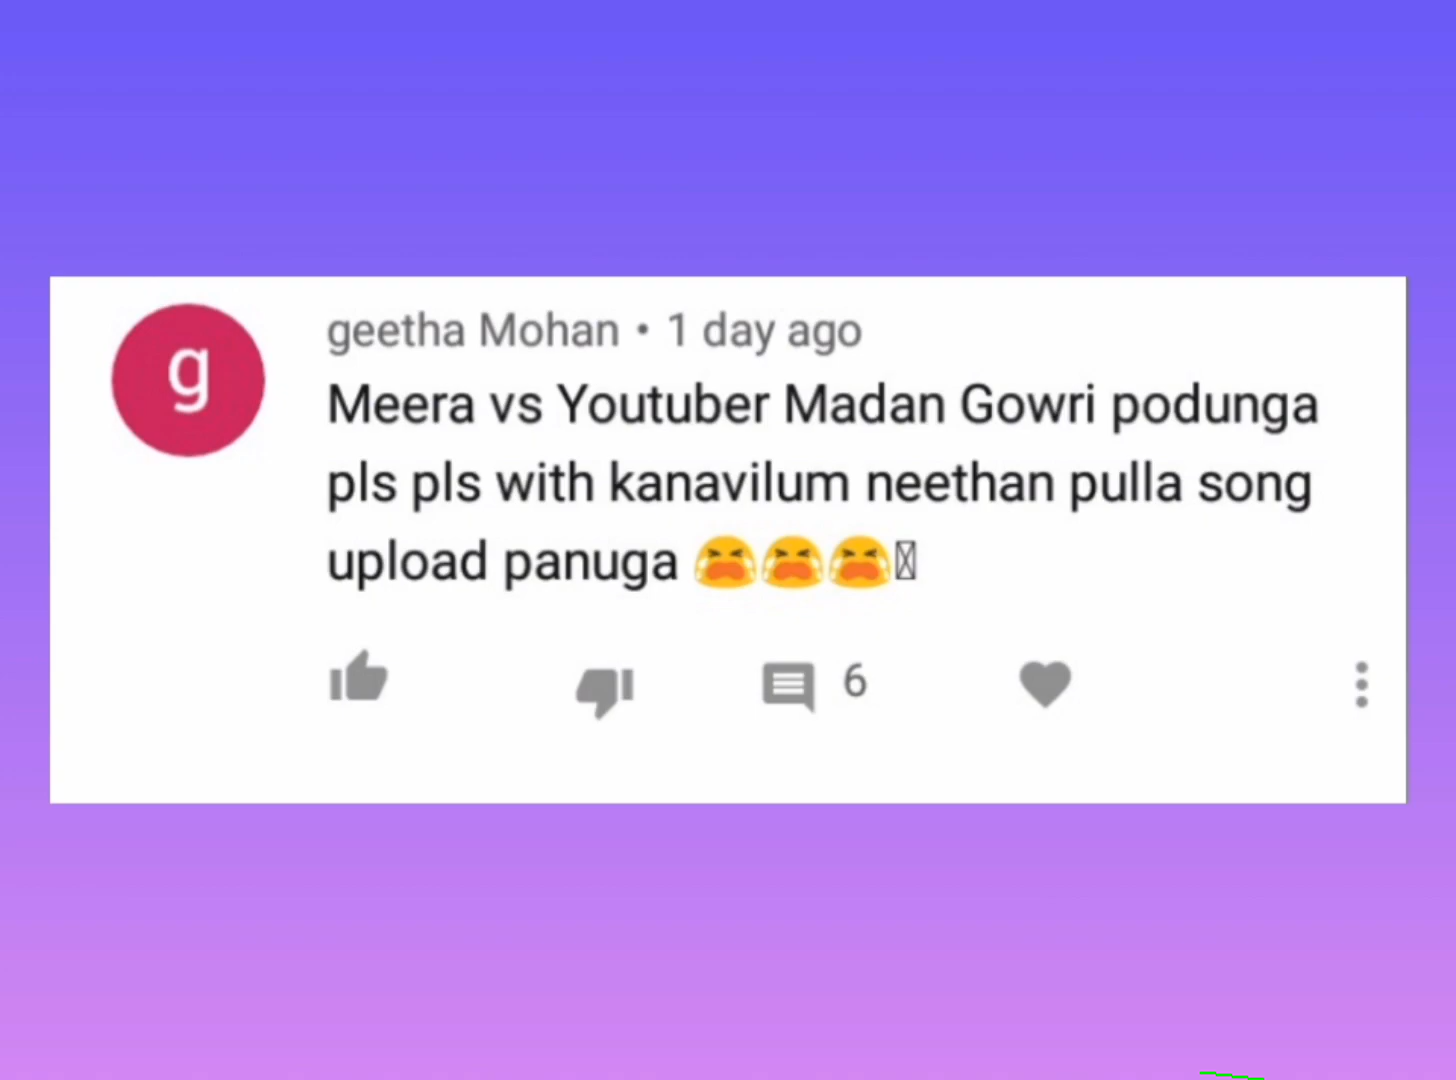 g
geetha Mohan • 1 day ago
Meera vs Youtuber Madan Gowri podunga
pls pls with kanavilum neethan pulla song
upload panuga 😭😭😭
6